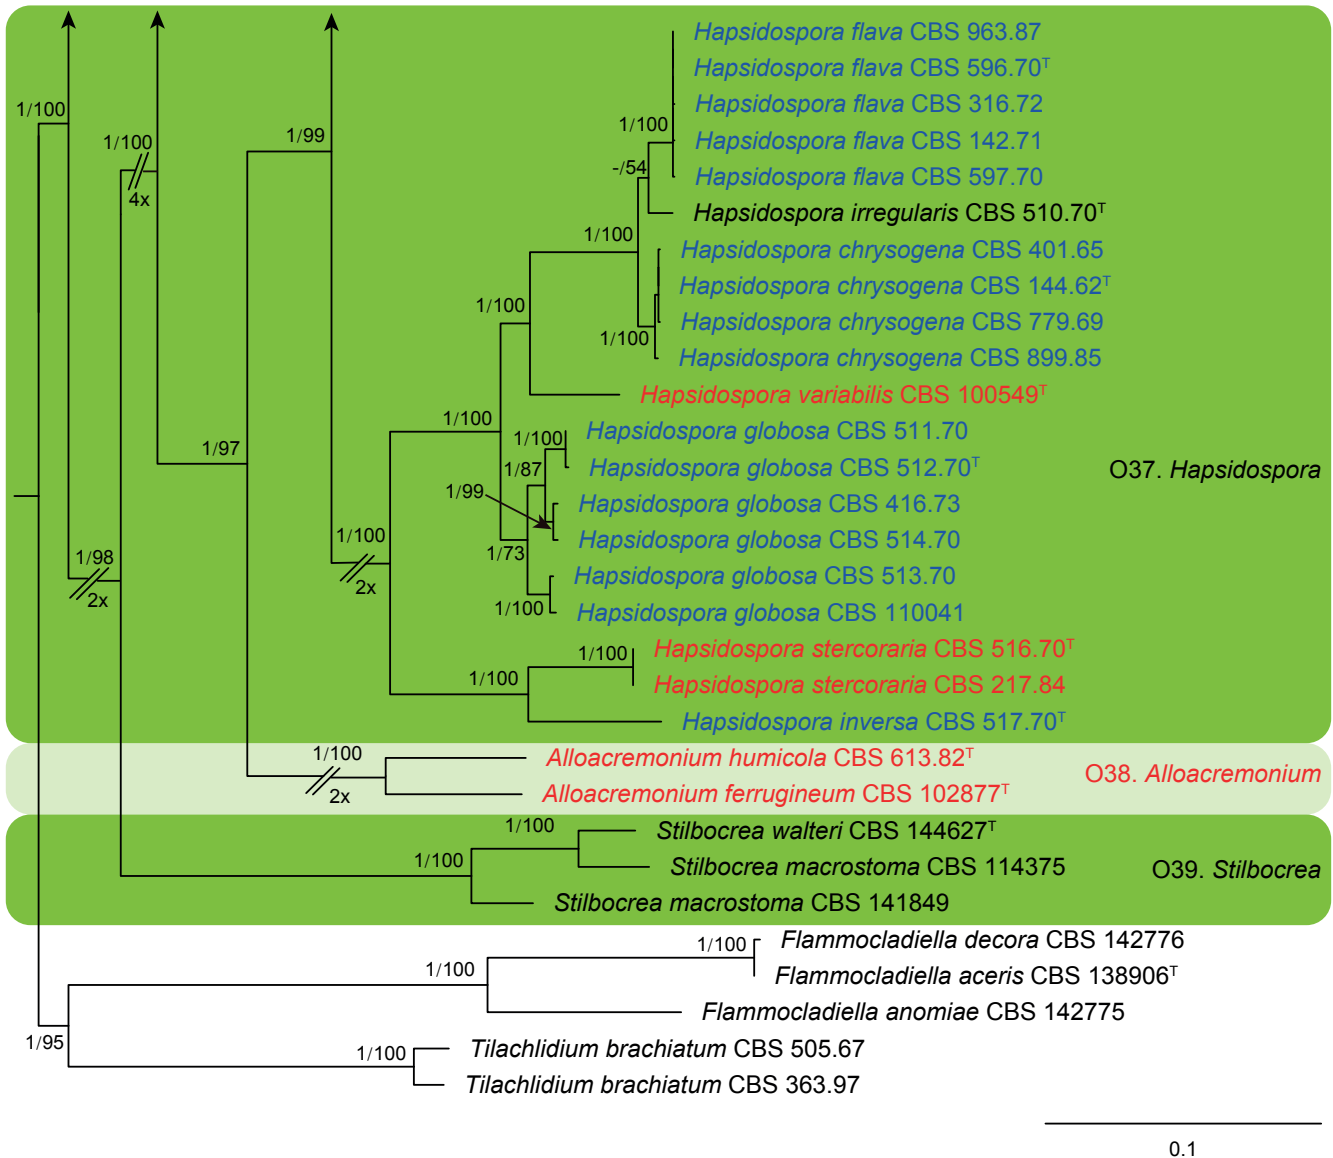 Hapsidospora flava CBS 963.87
Hapsidospora flava CBS 596.70T
1/100
Hapsidospora flava CBS 316.72
1/100
1/99
1/100
Hapsidospora flava CBS 142.71
-/54
Hapsidospora flava CBS 597.70
4x
Hapsidospora irregularis CBS 510.70T
1/100
Hapsidospora chrysogena CBS 401.65
Hapsidospora chrysogena CBS 144.62T
1/100
Hapsidospora chrysogena CBS 779.69
1/100
Hapsidospora chrysogena CBS 899.85
Hapsidospora variabilis CBS 100549T
1/100
Hapsidospora globosa CBS 511.70
1/97
1/100
1/87
Hapsidospora globosa CBS 512.70T
O37. Hapsidospora
1/99
Hapsidospora globosa CBS 416.73
1/100
Hapsidospora globosa CBS 514.70
1/98
1/73
Hapsidospora globosa CBS 513.70
2x
2x
1/100
Hapsidospora globosa CBS 110041
1/100
Hapsidospora stercoraria CBS 516.70T
1/100
Hapsidospora stercoraria CBS 217.84
Hapsidospora inversa CBS 517.70T
1/100
Alloacremonium humicola CBS 613.82T
O38. Alloacremonium
2x
Alloacremonium ferrugineum CBS 102877T
1/100
Stilbocrea walteri CBS 144627T
1/100
Stilbocrea macrostoma CBS 114375
O39. Stilbocrea
Stilbocrea macrostoma CBS 141849
1/100
Flammocladiella decora CBS 142776
1/100
Flammocladiella aceris CBS 138906T
Flammocladiella anomiae CBS 142775
1/95
1/100
Tilachlidium brachiatum CBS 505.67
Tilachlidium brachiatum CBS 363.97
0.1